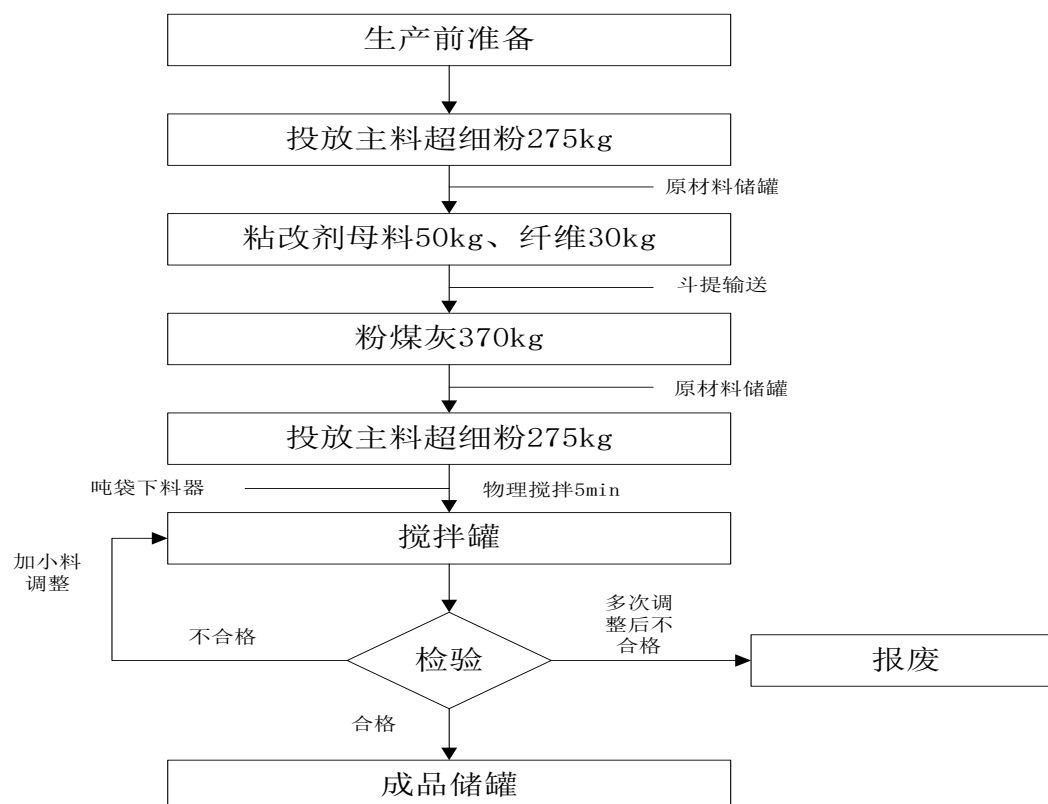 生产前准备
投放主料超细粉275kg
原材料储罐
粘改剂母料50kg、纤维30kg
斗提输送
粉煤灰370kg
原材料储罐
投放主料超细粉275kg
吨袋下料器
物理搅拌5min
搅拌罐
加小料
调整
不合格
检验
多次调
整后不
合格
报废
合格
成品储罐